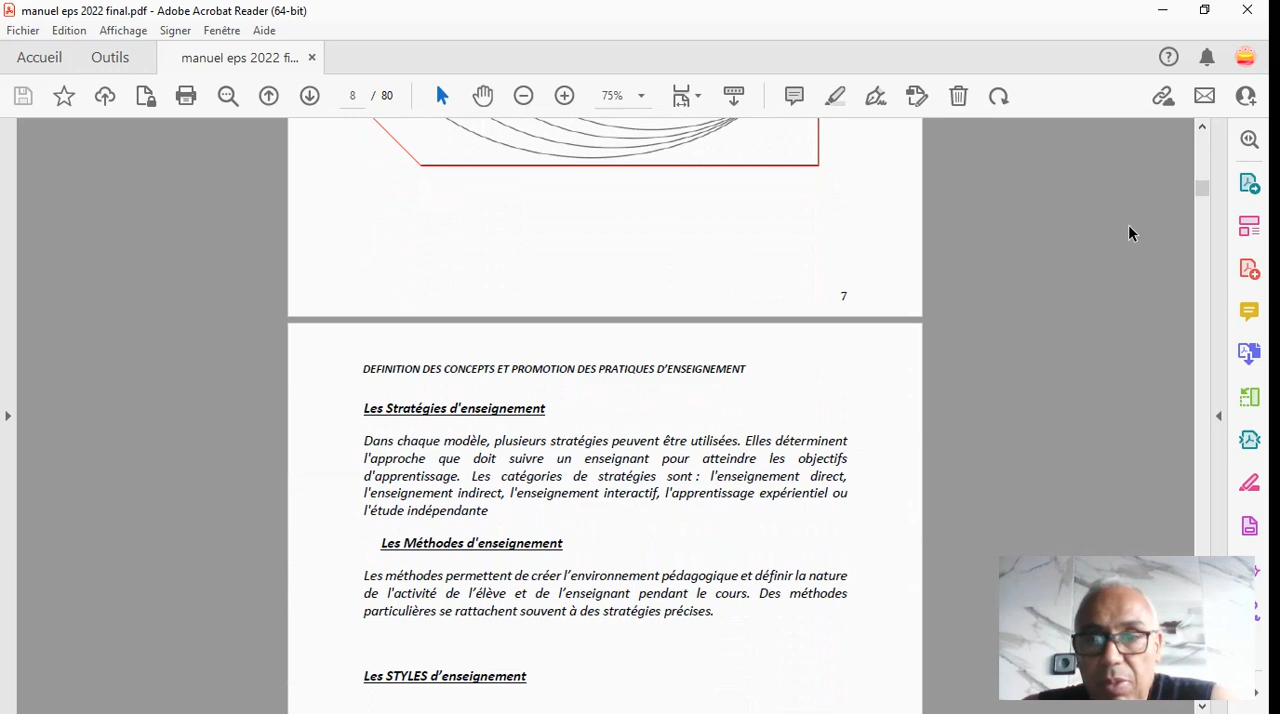 manuel eps 2022 final.pdf - Adobe Acrobat Reader (64-bit)
Fichier Edition Affichage Signer Fenêtre Aide
Accueil Outils manuel eps 2022 fi... ×
8 / 80 75%
7
DEFINITION DES CONCEPTS ET PROMOTION DES PRATIQUES D’ENSEIGNEMENT
Les Stratégies d'enseignement
Dans chaque modèle, plusieurs stratégies peuvent être utilisées. Elles déterminent
l'approche que doit suivre un enseignant pour atteindre les objectifs
d'apprentissage. Les catégories de stratégies sont : l'enseignement direct,
l'enseignement indirect, l'enseignement interactif, l'apprentissage expérientiel ou
l'étude indépendante
Les Méthodes d'enseignement
Les méthodes permettent de créer l’environnement pédagogique et définir la nature
de l'activité de l’élève et de l’enseignant pendant le cours. Des méthodes
particulières se rattachent souvent à des stratégies précises.
Les STYLES d’enseignement